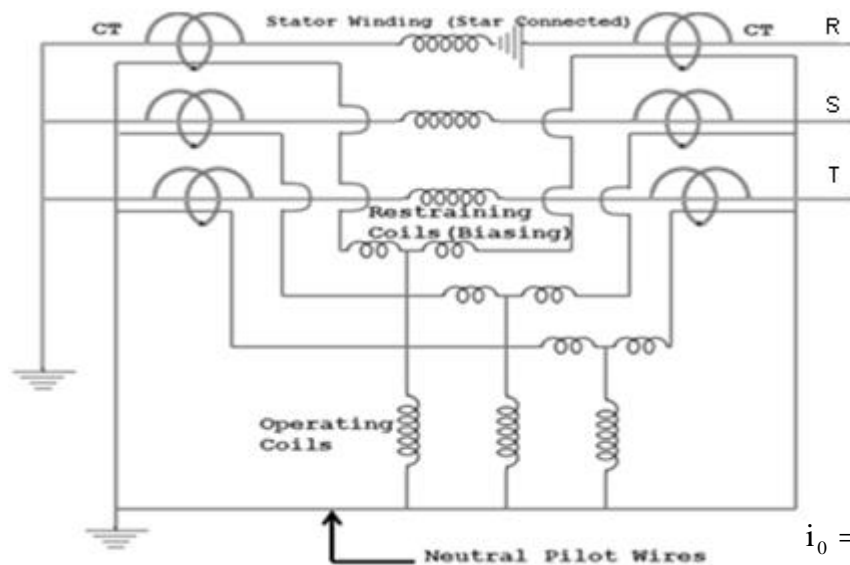 CT
Stator Winding (Star Connected)
CT
R
S
T
Restraining
Coils (Biasing)
Operating
Coils
Neutral Pilot Wires
i₀ =